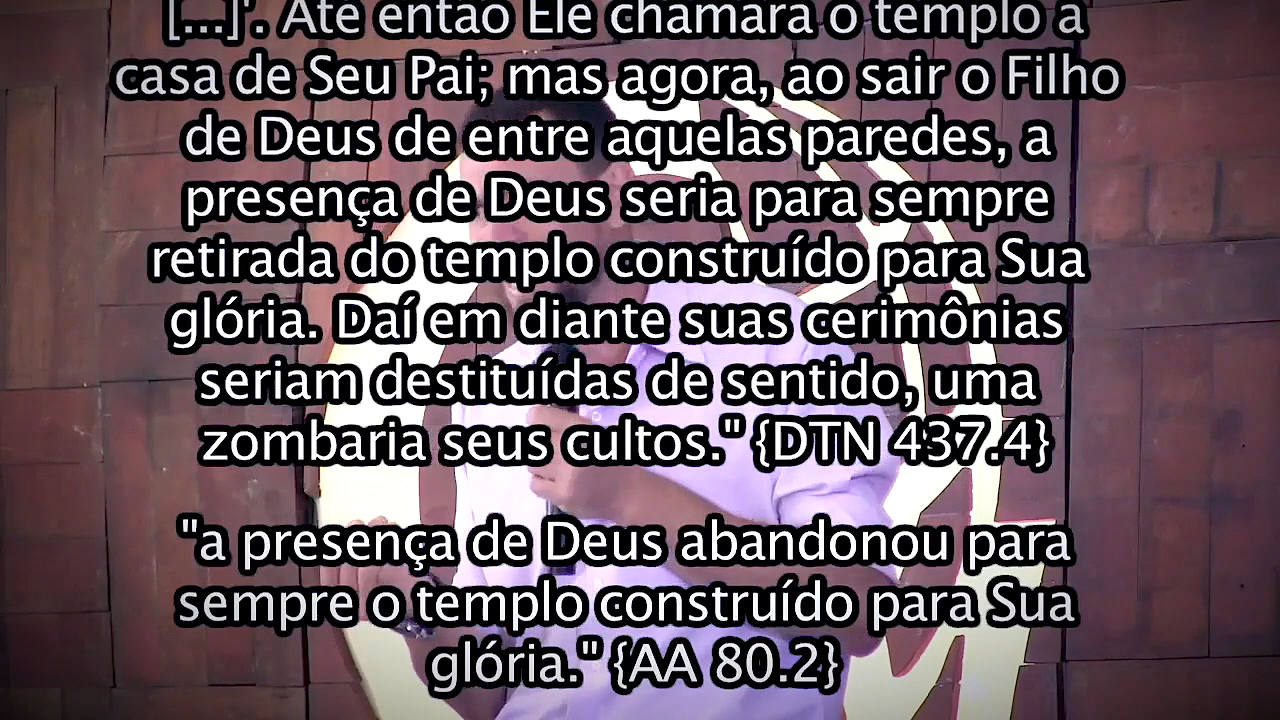 [...]'. Até então Ele chamara o templo a
casa de Seu Pai; mas agora, ao sair o Filho
de Deus de entre aquelas paredes, a
presença de Deus seria para sempre
retirada do templo construído para Sua
glória. Daí em diante suas cerimônias
seriam destituídas de sentido, uma
zombaria seus cultos." {DTN 437.4}
"a presença de Deus abandonou para
sempre o templo construído para Sua
glória." {AA 80.2}